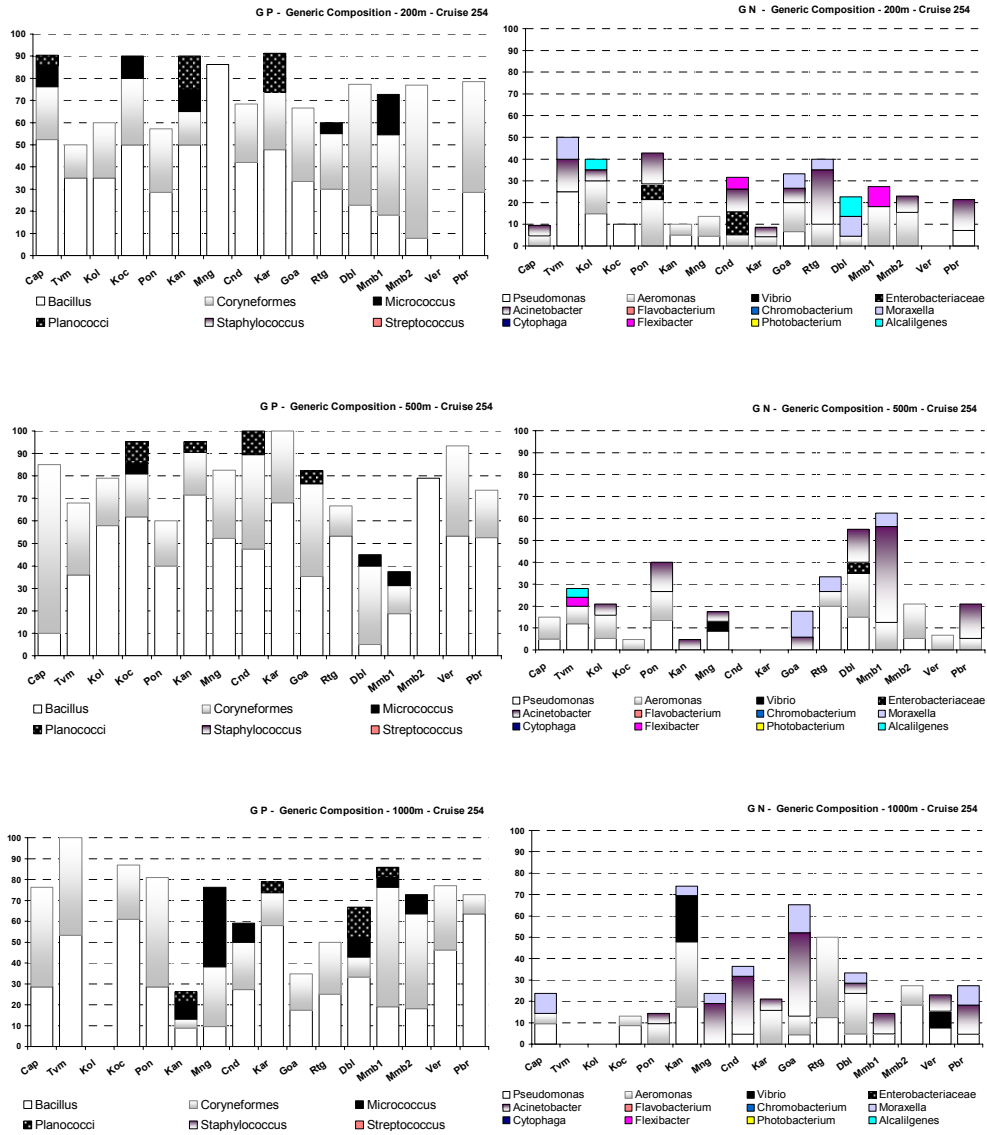 G P - Generic Composition - 200m - Cruise 254
100
90
80
70
60
50
40
30
20
10
0
Cap Tvm Kol Koc Pon Kan Mng Cnd Kar Goa Rtg Dbl Mmb1 Mmb2 Ver Pbr
Bacillus Coryneformes Micrococcus
Planococci Staphylococcus Streptococcus
G N - Generic Composition - 200m - Cruise 254
100
90
80
70
60
50
40
30
20
10
0
Cap Tvm Kol Koc Pon Kan Mng Cnd Kar Goa Rtg Dbl Mmb1 Mmb2 Ver Pbr
Pseudomonas Aeromonas Vibrio Enterobacteriaceae
Acinetobacter Flavobacterium Chromobacterium Moraxella
Cytophaga Flexibacter Photobacterium Alcalilgenes
G P - Generic Composition - 500m - Cruise 254
100
90
80
70
60
50
40
30
20
10
0
Cap Tvm Kol Koc Pon Kan Mng Cnd Kar Goa Rtg Dbl Mmb1 Mmb2 Ver Pbr
Bacillus Coryneformes Micrococcus
Planococci Staphylococcus Streptococcus
G N - Generic Composition - 500m - Cruise 254
100
90
80
70
60
50
40
30
20
10
0
Cap Tvm Kol Koc Pon Kan Mng Cnd Kar Goa Rtg Dbl Mmb1 Mmb2 Ver Pbr
Pseudomonas Aeromonas Vibrio Enterobacteriaceae
Acinetobacter Flavobacterium Chromobacterium Moraxella
Cytophaga Flexibacter Photobacterium Alcalilgenes
G P - Generic Composition - 1000m - Cruise 254
100
90
80
70
60
50
40
30
20
10
0
Cap Tvm Kol Koc Pon Kan Mng Cnd Kar Goa Rtg Dbl Mmb1 Mmb2 Ver Pbr
Bacillus Coryneformes Micrococcus
Planococci Staphylococcus Streptococcus
G N - Generic Composition - 1000m - Cruise 254
100
90
80
70
60
50
40
30
20
10
0
Cap Tvm Kol Koc Pon Kan Mng Cnd Kar Goa Rtg Dbl Mmb1 Mmb2 Ver Pbr
Pseudomonas Aeromonas Vibrio Enterobacteriaceae
Acinetobacter Flavobacterium Chromobacterium Moraxella
Cytophaga Flexibacter Photobacterium Alcalilgenes